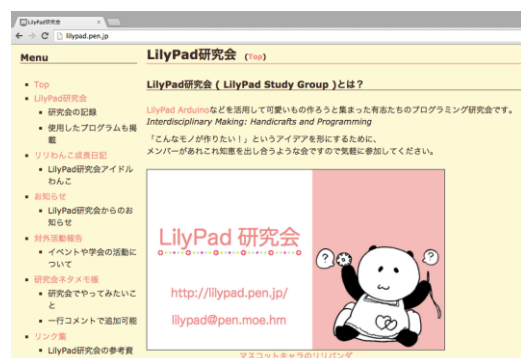 LilyPad研究会
lilypad.pen.jp
Menu
Top
LilyPad研究会
研究会の記録
使用したプログラムも掲
載
リリわんこ成長日記
LilyPad研究会アイドル
わんこ
お知らせ
LilyPad研究会からのお
知らせ
対外活動報告
イベントや学会の活動に
ついて
研究会ネタメモ帳
研究会でやってみたいこ
と
一行コメントで追加可能
リンク集
LilyPad研究会の参考資
LilyPad研究会 (Top)
LilyPad研究会 ( LilyPad Study Group )とは？
LilyPad Arduinoなどを活用して可愛いもの作ろうと集まった有志たちのプログラミング研究会です。
Interdisciplinary Making: Handicrafts and Programming
「こんなモノが作りたい！」というアイデアを形にするために、
メンバーがあれこれ知恵を出し合うような会ですので気軽に参加してください。
LilyPad 研究会
http://lilypad.pen.jp/
lilypad@pen.moe.hm
?
?
マスコットキャラのリリパンダ